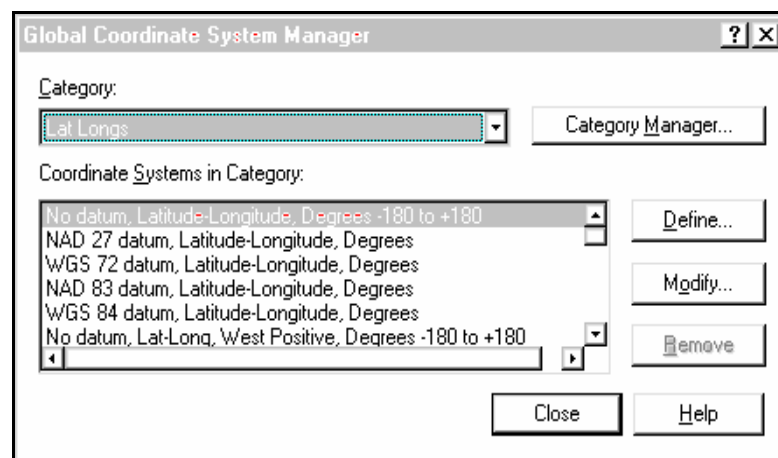 Global Coordinate System Manager
Category:
Lat Longs
Category Manager...
Coordinate Systems in Category:
No datum, Latitude-Longitude, Degrees -180 to +180
NAD 27 datum, Latitude-Longitude, Degrees
WGS 72 datum, Latitude-Longitude, Degrees
NAD 83 datum, Latitude-Longitude, Degrees
WGS 84 datum, Latitude-Longitude, Degrees
No datum, Lat-Long, West Positive, Degrees -180 to +180
Define...
Modify...
Remove
Close
Help